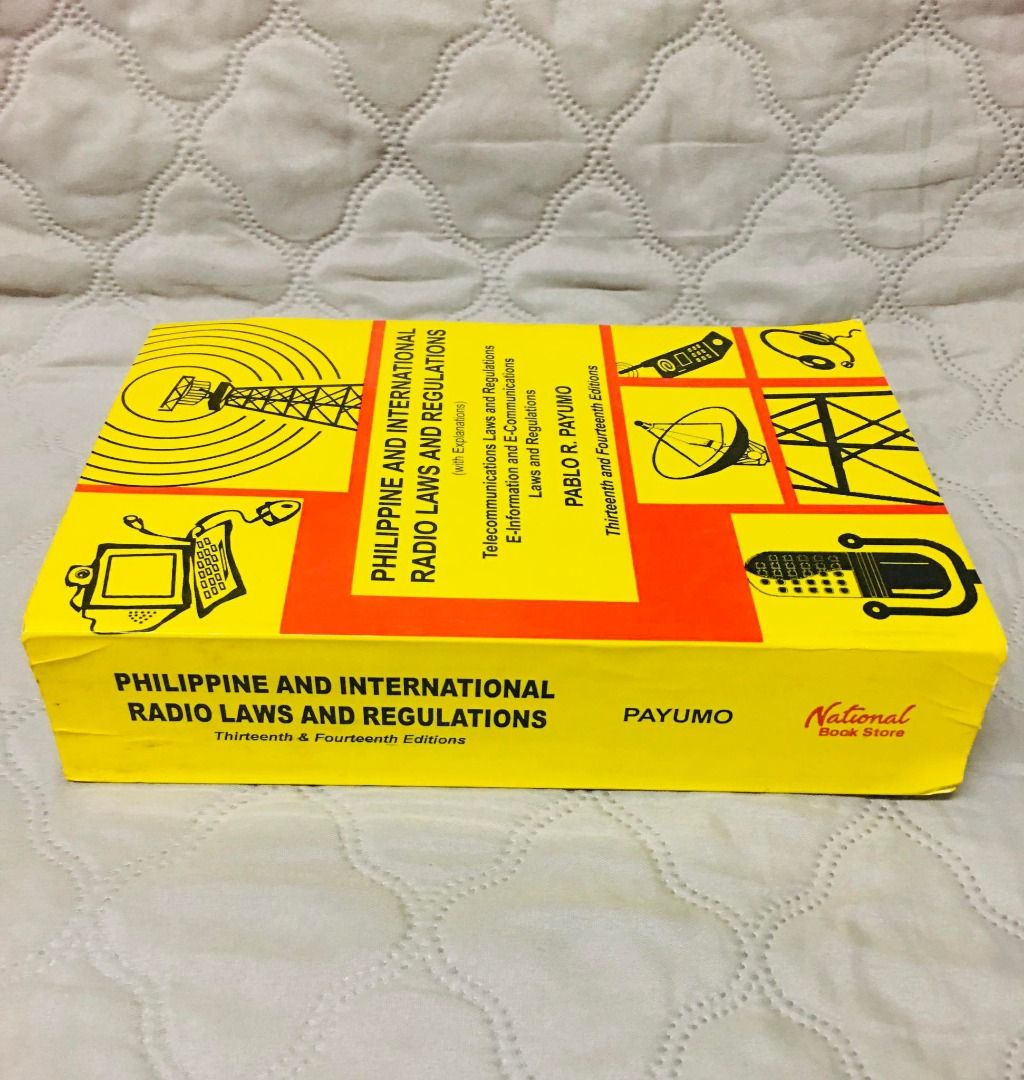 PHILIPPINE AND INTERNATIONAL
RADIO LAWS AND REGULATIONS
(with Explanations)
Telecommunications Laws and Regulations
E-Information and E-Communications
Laws and Regulations
PABLO R. PAYUMO
Thirteenth and Fourteenth Editions
PHILIPPINE AND INTERNATIONAL
RADIO LAWS AND REGULATIONS
Thirteenth & Fourteenth Editions
PAYUMO
National
Book Store